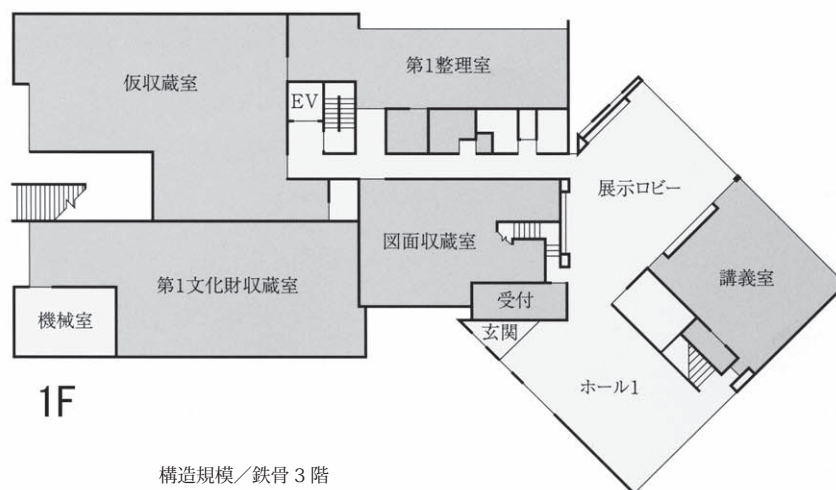 第1整理室
仮収蔵室
EV
展示ロビー
図面収蔵室
講義室
第1文化財収蔵室
受付
機械室
玄関
ホール1
1F
構造規模／鉄骨3階